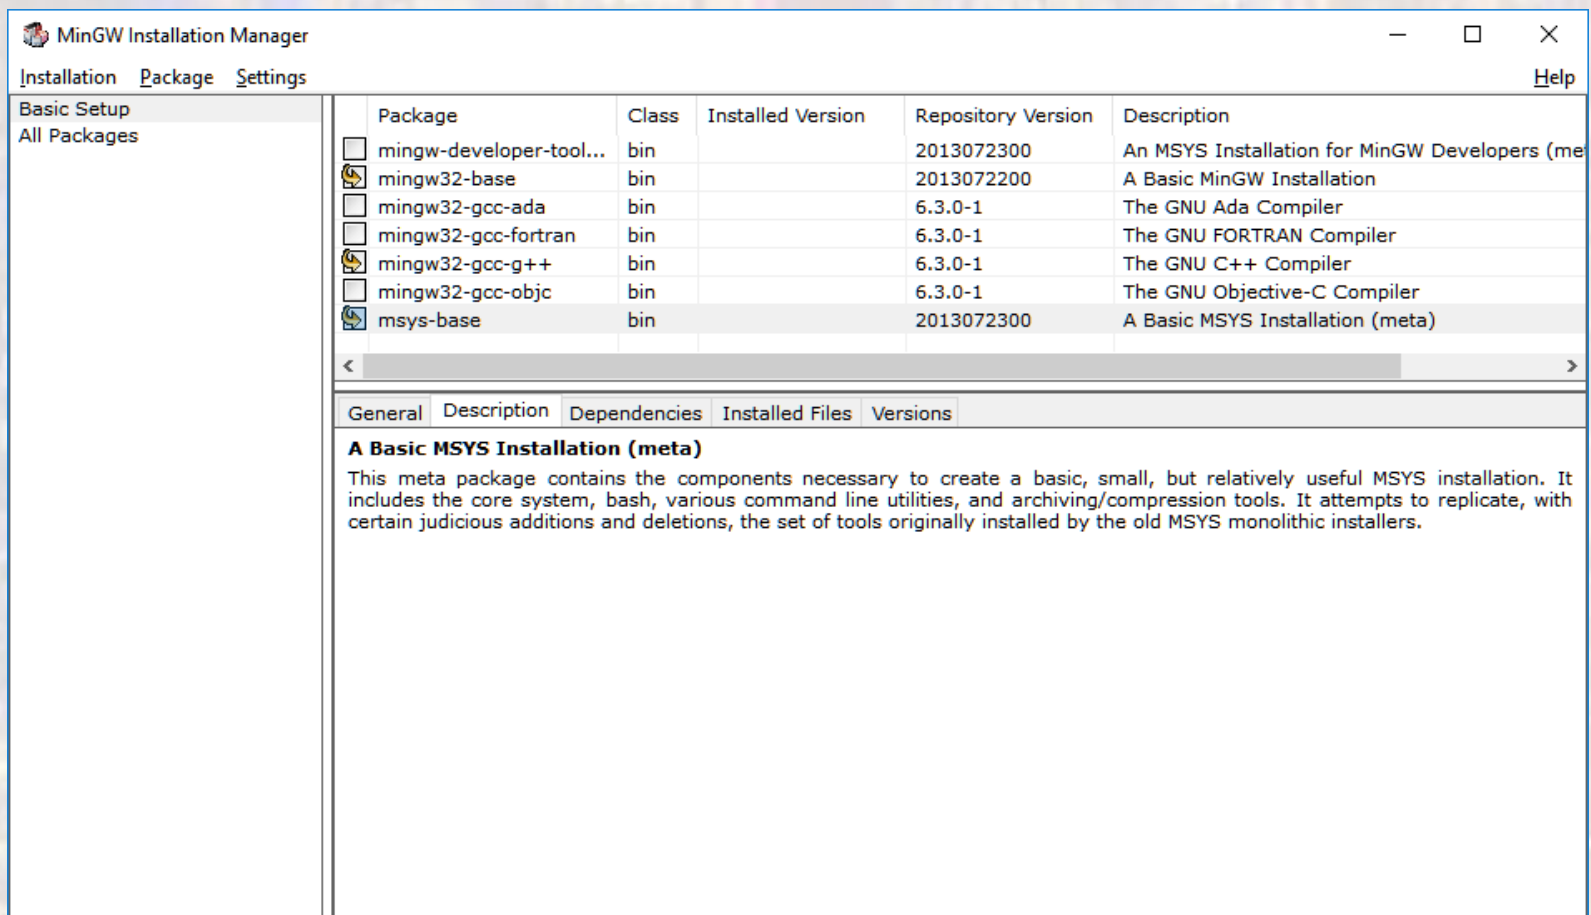 MinGW Installation Manager
Installation Package Settings Help
Basic Setup
All Packages
Package Class Installed Version Repository Version Description
mingw-developer-tool... bin 2013072300 An MSYS Installation for MinGW Developers (met
mingw32-base bin 2013072200 A Basic MinGW Installation
mingw32-gcc-ada bin 6.3.0-1 The GNU Ada Compiler
mingw32-gcc-fortran bin 6.3.0-1 The GNU FORTRAN Compiler
mingw32-gcc-g++ bin 6.3.0-1 The GNU C++ Compiler
mingw32-gcc-objc bin 6.3.0-1 The GNU Objective-C Compiler
msys-base bin 2013072300 A Basic MSYS Installation (meta)
General Description Dependencies Installed Files Versions
A Basic MSYS Installation (meta)
This meta package contains the components necessary to create a basic, small, but relatively useful MSYS installation. It
includes the core system, bash, various command line utilities, and archiving/compression tools. It attempts to replicate, with
certain judicious additions and deletions, the set of tools originally installed by the old MSYS monolithic installers.